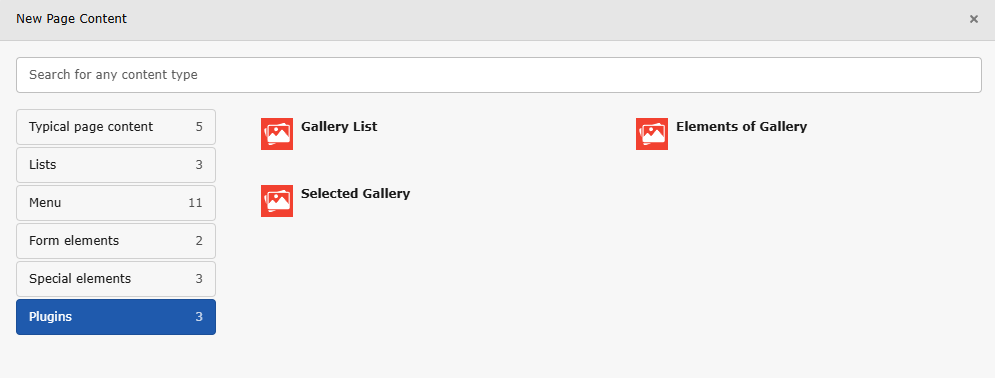 New Page Content ×
Search for any content type
Typical page content 5
Lists 3
Menu 11
Form elements 2
Special elements 3
Plugins 3
Gallery List
Elements of Gallery
Selected Gallery